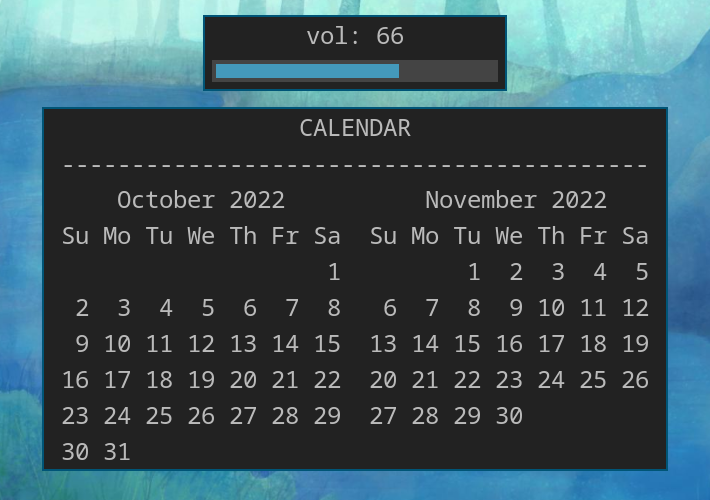 vol: 66
CALENDAR
------------------------------------------
    October 2022          November 2022
Su Mo Tu We Th Fr Sa  Su Mo Tu We Th Fr Sa
                   1         1  2  3  4  5
 2  3  4  5  6  7  8   6  7  8  9 10 11 12
 9 10 11 12 13 14 15  13 14 15 16 17 18 19
16 17 18 19 20 21 22  20 21 22 23 24 25 26
23 24 25 26 27 28 29  27 28 29 30
30 31